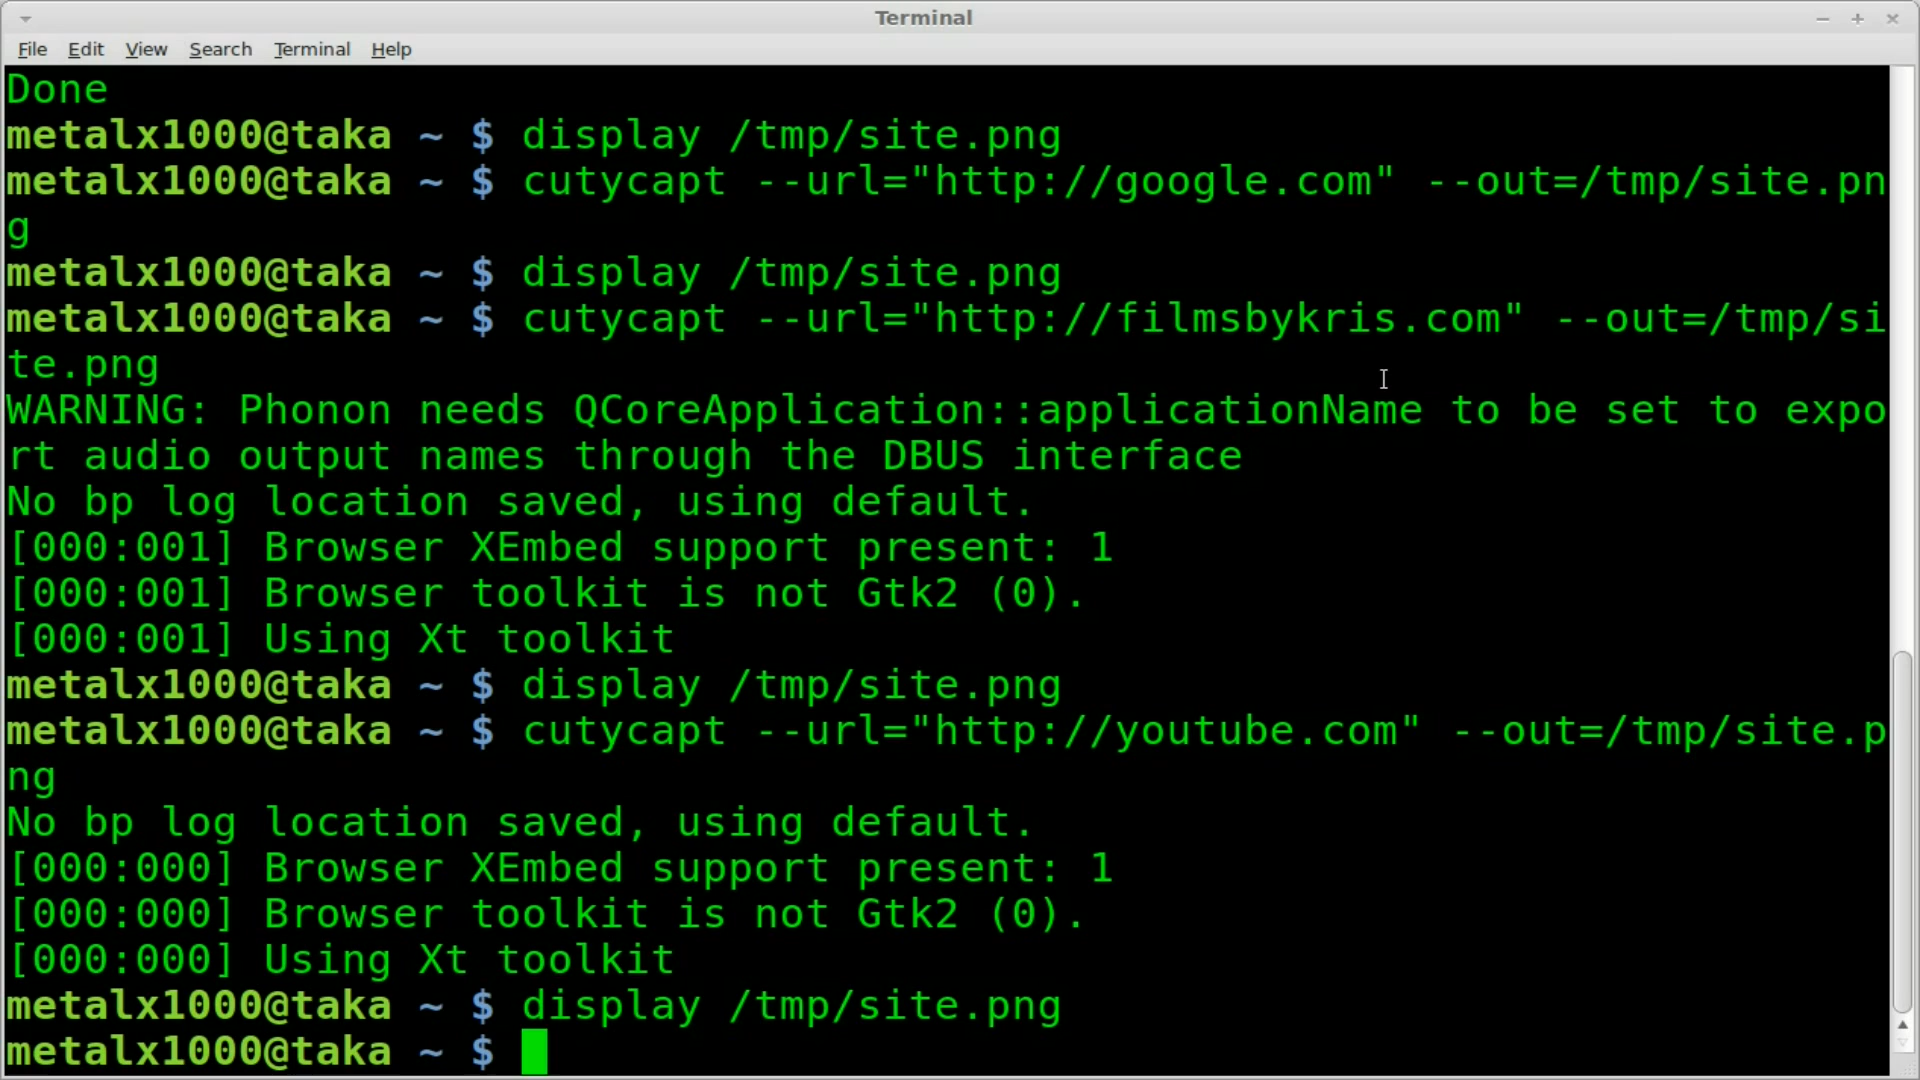 Terminal
File Edit View Search Terminal Help
Done
metalx1000@taka ~ $ display /tmp/site.png
metalx1000@taka ~ $ cutycapt --url="http://google.com" --out=/tmp/site.pn
g
metalx1000@taka ~ $ display /tmp/site.png
metalx1000@taka ~ $ cutycapt --url="http://filmsbykris.com" --out=/tmp/si
te.png
WARNING: Phonon needs QCoreApplication::applicationName to be set to expo
rt audio output names through the DBUS interface
No bp log location saved, using default.
[000:001] Browser XEmbed support present: 1
[000:001] Browser toolkit is not Gtk2 (0).
[000:001] Using Xt toolkit
metalx1000@taka ~ $ display /tmp/site.png
metalx1000@taka ~ $ cutycapt --url="http://youtube.com" --out=/tmp/site.p
ng
No bp log location saved, using default.
[000:000] Browser XEmbed support present: 1
[000:000] Browser toolkit is not Gtk2 (0).
[000:000] Using Xt toolkit
metalx1000@taka ~ $ display /tmp/site.png
metalx1000@taka ~ $